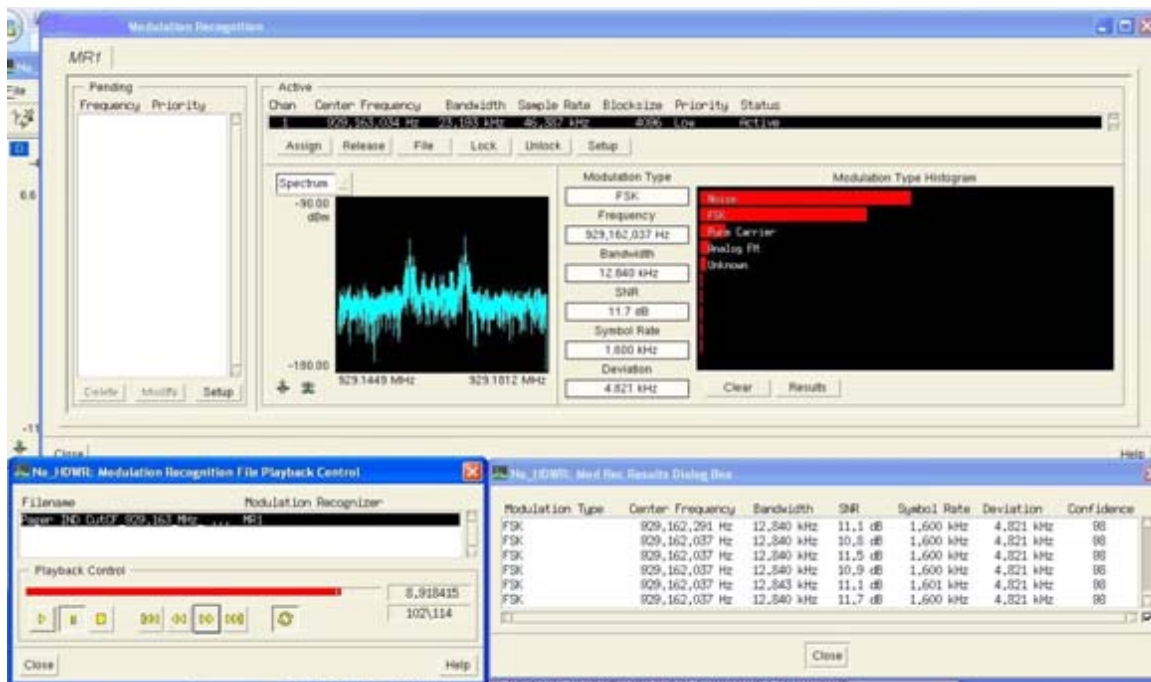 Modulation Recognition
MR1
File
Pending
Frequency Priority
Active
Chan Center Frequency Bandwidth Sample Rate Blocksize Priority Status
1 929,163,034 Hz 23,193 kHz 46,387 kHz 4096 Low Active
Assign Release File Lock Unlock Setup
Spectrum
-90.00
dBm
-180.00
929.1449 MHz 929.1812 MHz
Modulation Type
FSK
Frequency
929,162,037 Hz
Bandwidth
12.840 kHz
SNR
11.7 dB
Symbol Rate
1.600 kHz
Deviation
4.821 kHz
Modulation Type Histogram
Noise
FSK
Pure Carrier
Analog FM
Unknown
Clear Results
Delete Modify Setup
6.6
-11
Close Help
No_HDWR: Modulation Recognition File Playback Control
Filename Modulation Recognizer
Pager IND CutCF 929,163 MHz ... MR1
Playback Control
8,918415
102\114
Close Help
No_HDWR: Mod Rec Results Dialog Box
Modulation Type Center Frequency Bandwidth SNR Symbol Rate Deviation Confidence
FSK 929,162,291 Hz 12,840 kHz 11.1 dB 1,600 kHz 4,821 kHz 98
FSK 929,162,037 Hz 12,840 kHz 10,8 dB 1,600 kHz 4,821 kHz 98
FSK 929,162,037 Hz 12,840 kHz 11.5 dB 1,600 kHz 4,821 kHz 98
FSK 929,162,037 Hz 12,840 kHz 10,9 dB 1,600 kHz 4,821 kHz 98
FSK 929,162,037 Hz 12,843 kHz 11.1 dB 1,601 kHz 4,821 kHz 98
FSK 929,162,037 Hz 12,840 kHz 11.7 dB 1,600 kHz 4,821 kHz 98
Close